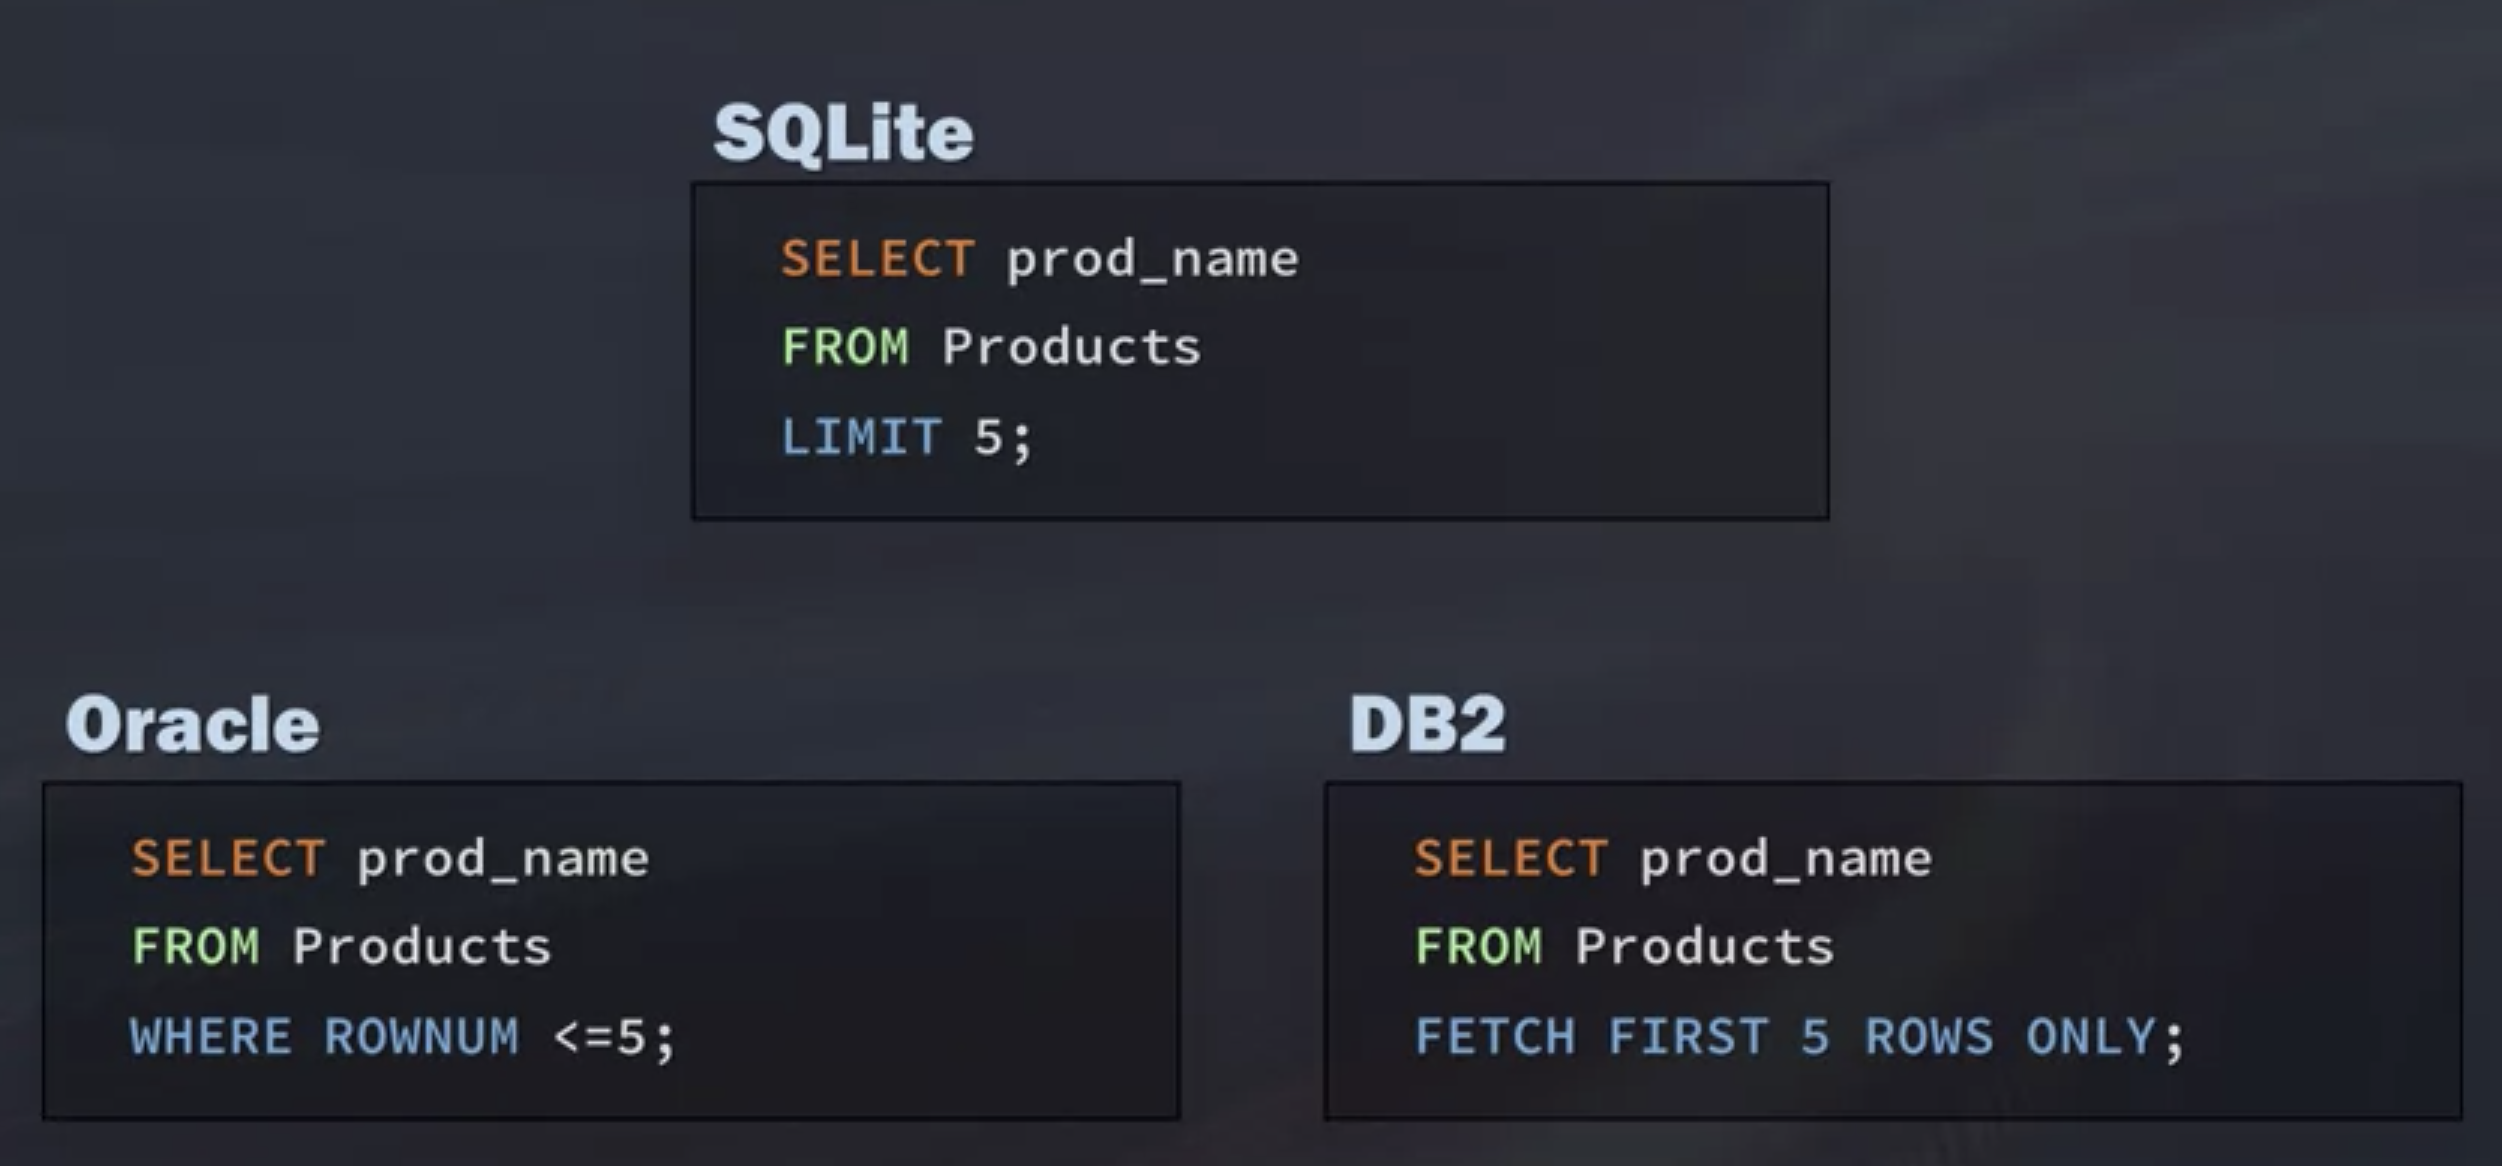 SQLite
SELECT prod_name
FROM Products
LIMIT 5;
Oracle
SELECT prod_name
FROM Products
WHERE ROWNUM <=5;
DB2
SELECT prod_name
FROM Products
FETCH FIRST 5 ROWS ONLY;